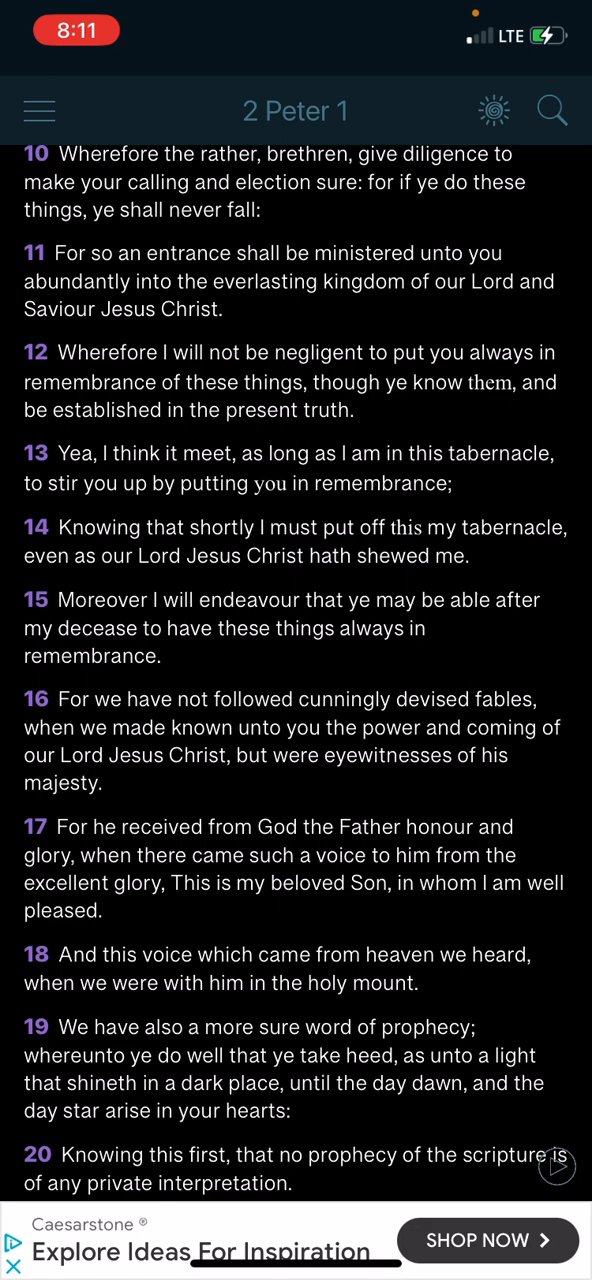 8:11
LTE
2 Peter 1
10 Wherefore the rather, brethren, give diligence to
make your calling and election sure: for if ye do these
things, ye shall never fall:
11 For so an entrance shall be ministered unto you
abundantly into the everlasting kingdom of our Lord and
Saviour Jesus Christ.
12 Wherefore I will not be negligent to put you always in
remembrance of these things, though ye know them, and
be established in the present truth.
13 Yea, I think it meet, as long as I am in this tabernacle,
to stir you up by putting you in remembrance;
14 Knowing that shortly I must put off this my tabernacle,
even as our Lord Jesus Christ hath shewed me.
15 Moreover I will endeavour that ye may be able after
my decease to have these things always in
remembrance.
16 For we have not followed cunningly devised fables,
when we made known unto you the power and coming of
our Lord Jesus Christ, but were eyewitnesses of his
majesty.
17 For he received from God the Father honour and
glory, when there came such a voice to him from the
excellent glory, This is my beloved Son, in whom I am well
pleased.
18 And this voice which came from heaven we heard,
when we were with him in the holy mount.
19 We have also a more sure word of prophecy;
whereunto ye do well that ye take heed, as unto a light
that shineth in a dark place, until the day dawn, and the
day star arise in your hearts:
20 Knowing this first, that no prophecy of the scripture is
of any private interpretation.
Caesarstone ®
Explore Ideas For Inspiration
SHOP NOW